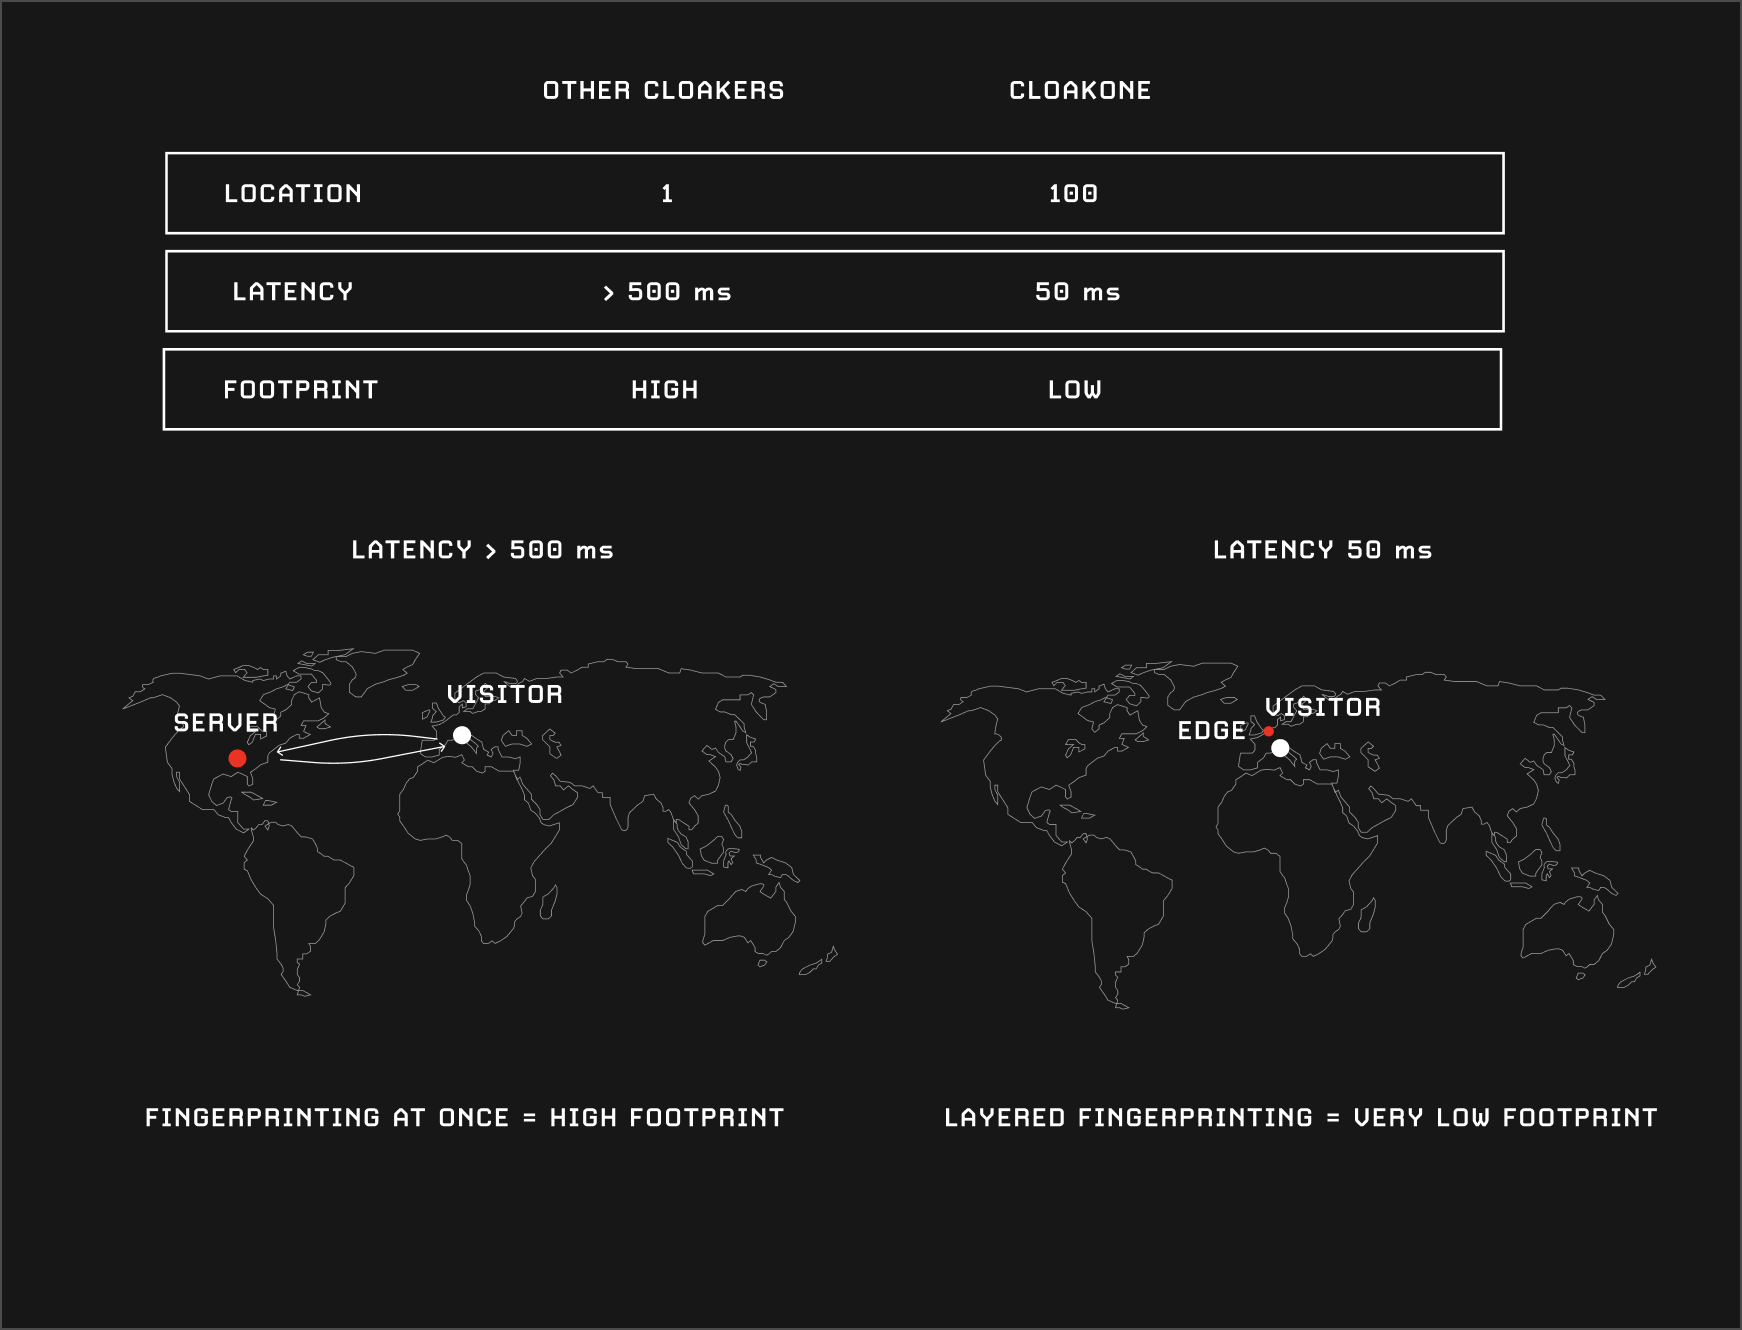 OTHER CLOAKERS CLOAKONE
LOCATION 1 100
LATENCY > 500 ms 50 ms
FOOTPRINT HIGH LOW
LATENCY > 500 ms
SERVER
VISITOR
FINGERPRINTING AT ONCE = HIGH FOOTPRINT
LATENCY 50 ms
EDGE
VISITOR
LAYERED FINGERPRINTING = VERY LOW FOOTPRINT